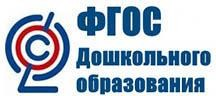 ФГОС
Дошкольного
образования